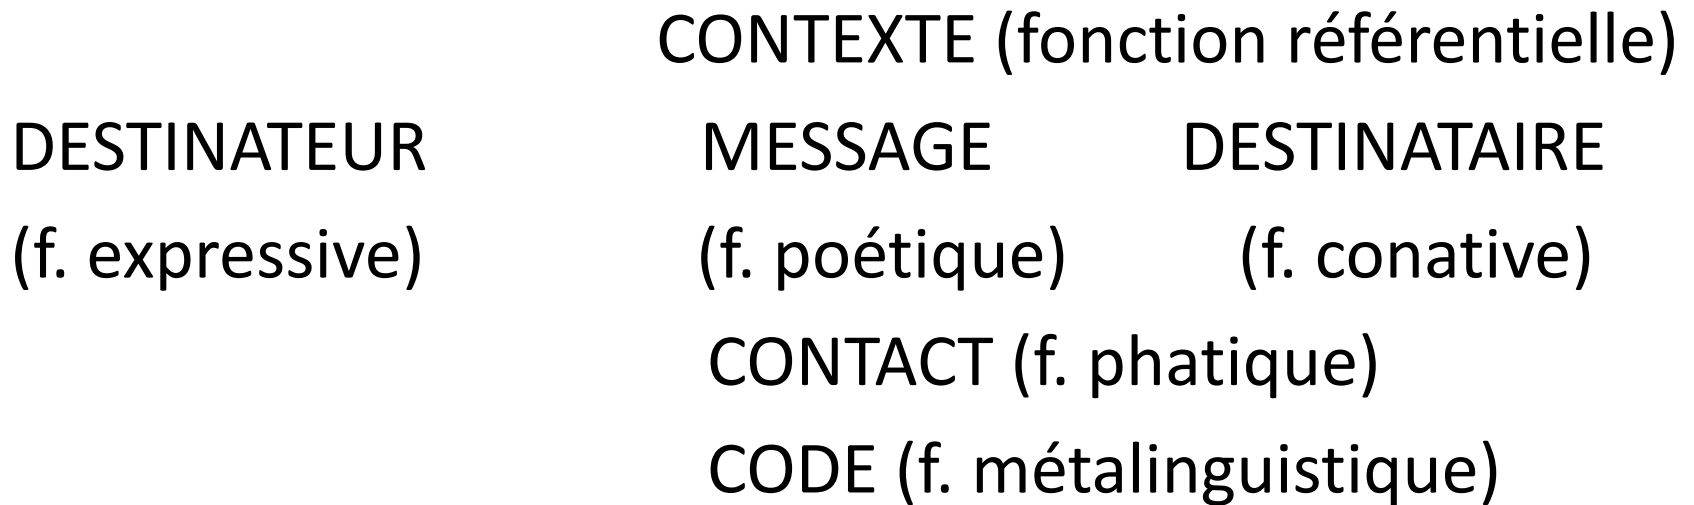 CONTEXTE (fonction référentielle)
DESTINATEUR MESSAGE DESTINATAIRE
(f. expressive) (f. poétique) (f. conative)
CONTACT (f. phatique)
CODE (f. métalinguistique)